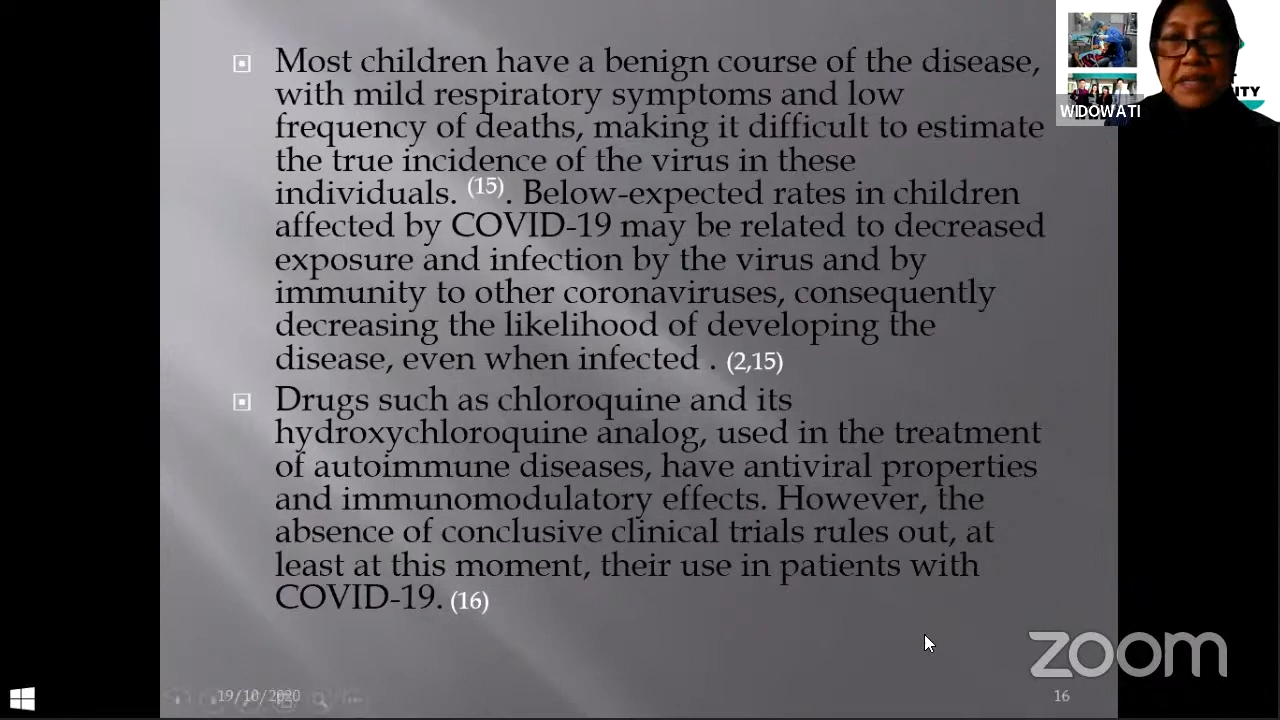 Most children have a benign course of the disease,
with mild respiratory symptoms and low
frequency of deaths, making it difficult to estimate
the true incidence of the virus in these
individuals. (15). Below-expected rates in children
affected by COVID-19 may be related to decreased
exposure and infection by the virus and by
immunity to other coronaviruses, consequently
decreasing the likelihood of developing the
disease, even when infected . (2,15)
Drugs such as chloroquine and its
hydroxychloroquine analog, used in the treatment
of autoimmune diseases, have antiviral properties
and immunomodulatory effects. However, the
absence of conclusive clinical trials rules out, at
least at this moment, their use in patients with
COVID-19. (16)
WIDOWATI
zoom
19/10/2020
16